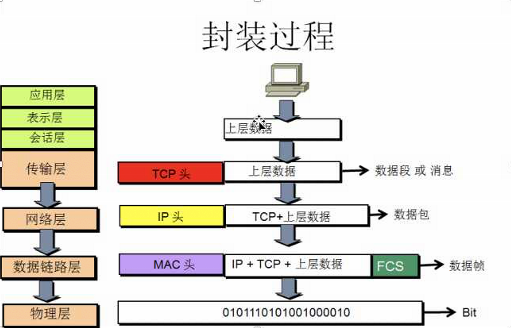 封装过程
应用层
表示层
会话层
上层数据
传输层
TCP 头
上层数据
数据段 或 消息
网络层
IP 头
TCP+上层数据
数据包
数据链路层
MAC 头
IP + TCP + 上层数据
FCS
数据帧
物理层
0101110101001000010
Bit